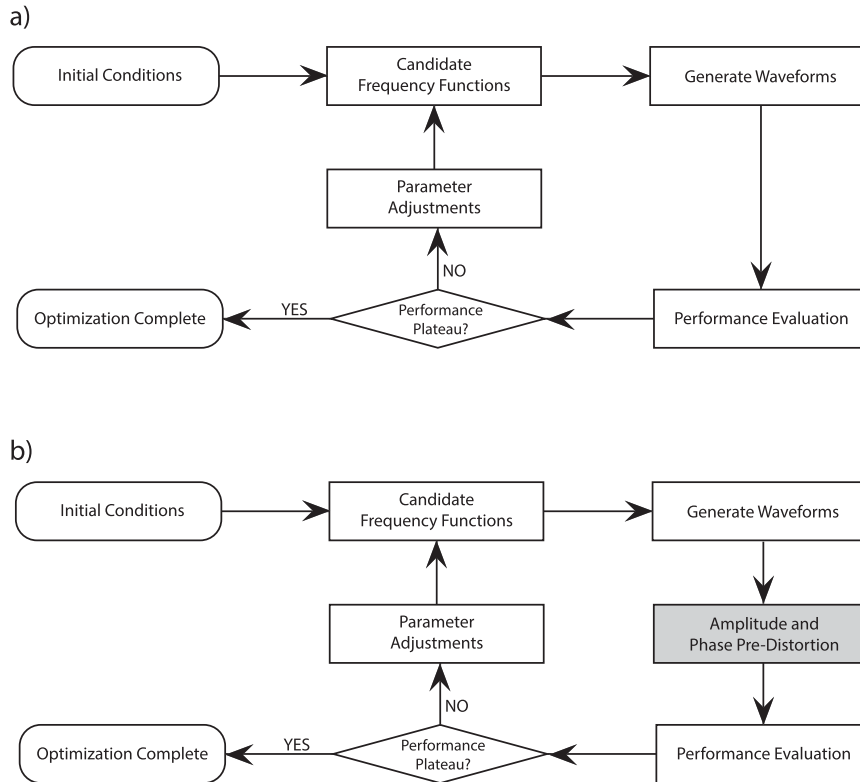 a)
Initial Conditions
Candidate
Frequency Functions
Generate Waveforms
Parameter
Adjustments
NO
Optimization Complete
YES
Performance
Plateau?
Performance Evaluation
b)
Initial Conditions
Candidate
Frequency Functions
Generate Waveforms
Parameter
Adjustments
Amplitude and
Phase Pre-Distortion
NO
Optimization Complete
YES
Performance
Plateau?
Performance Evaluation